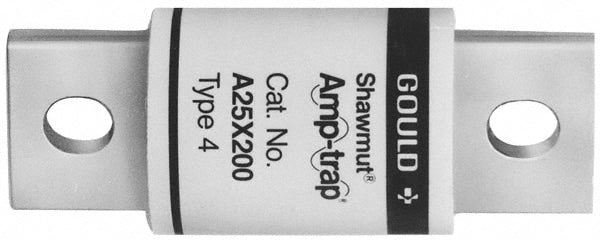 GOULD
Shawmut®
Amp-trap®
Cat. No.
A25X200
Type 4